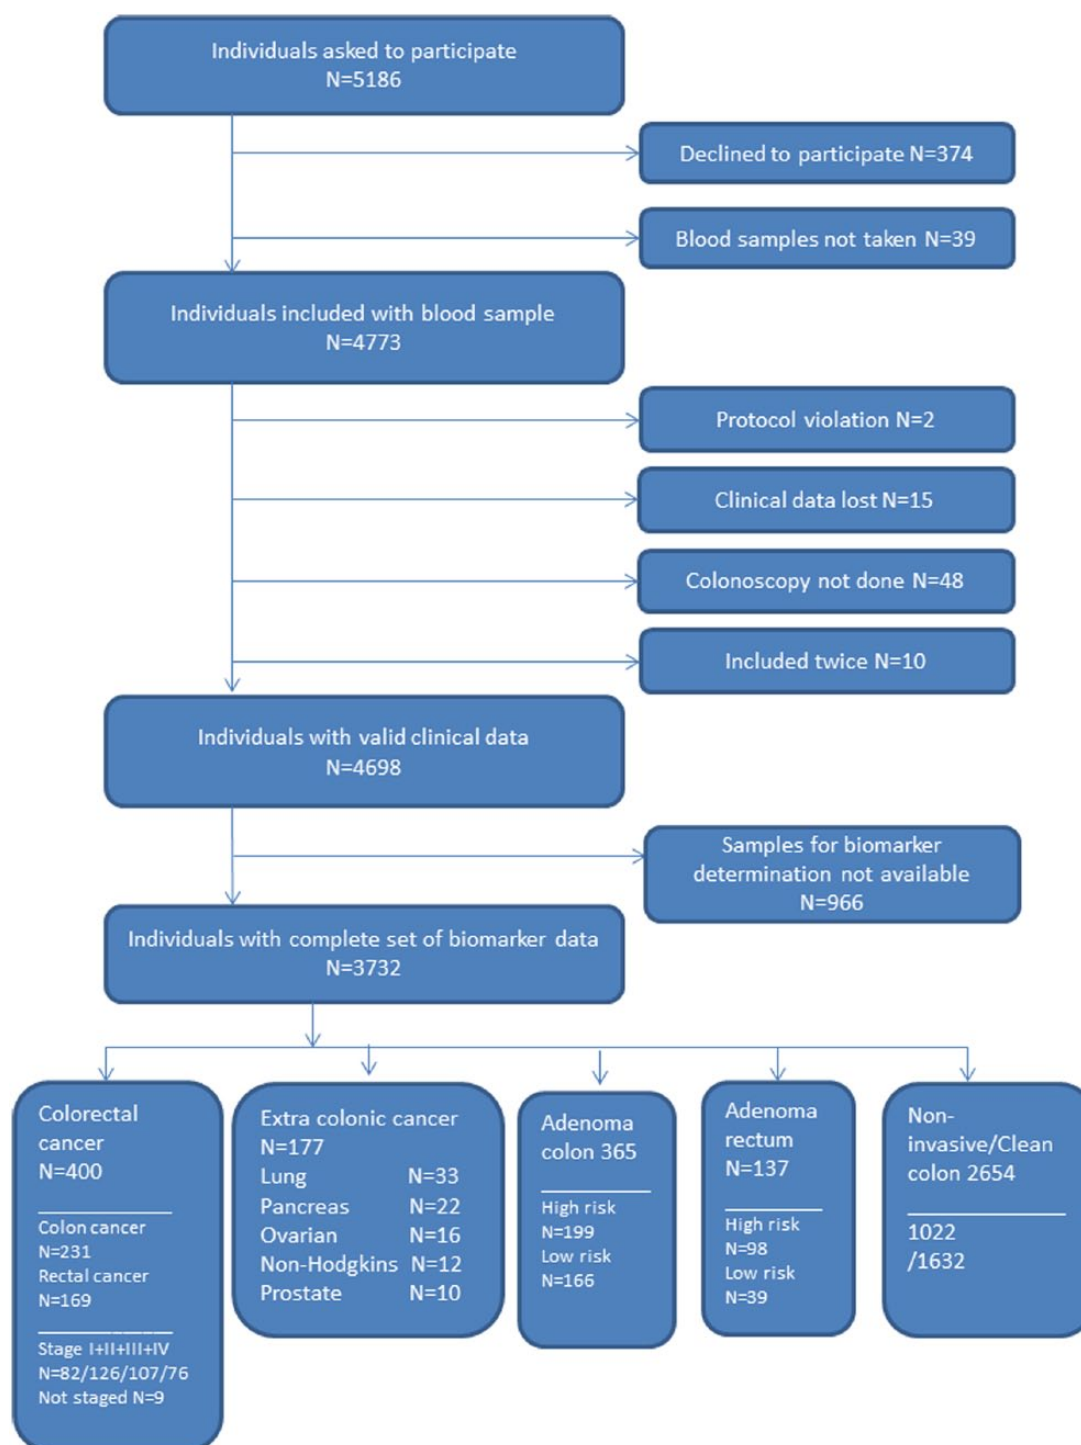 Individuals asked to participate
N=5186
Declined to participate N=374
Blood samples not taken N=39
Individuals included with blood sample
N=4773
Protocol violation N=2
Clinical data lost N=15
Colonoscopy not done N=48
Included twice N=10
Individuals with valid clinical data
N=4698
Samples for biomarker
determination not available
N=966
Individuals with complete set of biomarker data
N=3732
Colorectal
cancer
N=400
Colon cancer
N=231
Rectal cancer
N=169
Stage I+II+III+IV
N=82/126/107/76
Not staged N=9
Extra colonic cancer
N=177
Lung N=33
Pancreas N=22
Ovarian N=16
Non-Hodgkins N=12
Prostate N=10
Adenoma
colon 365
High risk
N=199
Low risk
N=166
Adenoma
rectum
N=137
High risk
N=98
Low risk
N=39
Non-
invasive/Clean
colon 2654
1022
/1632